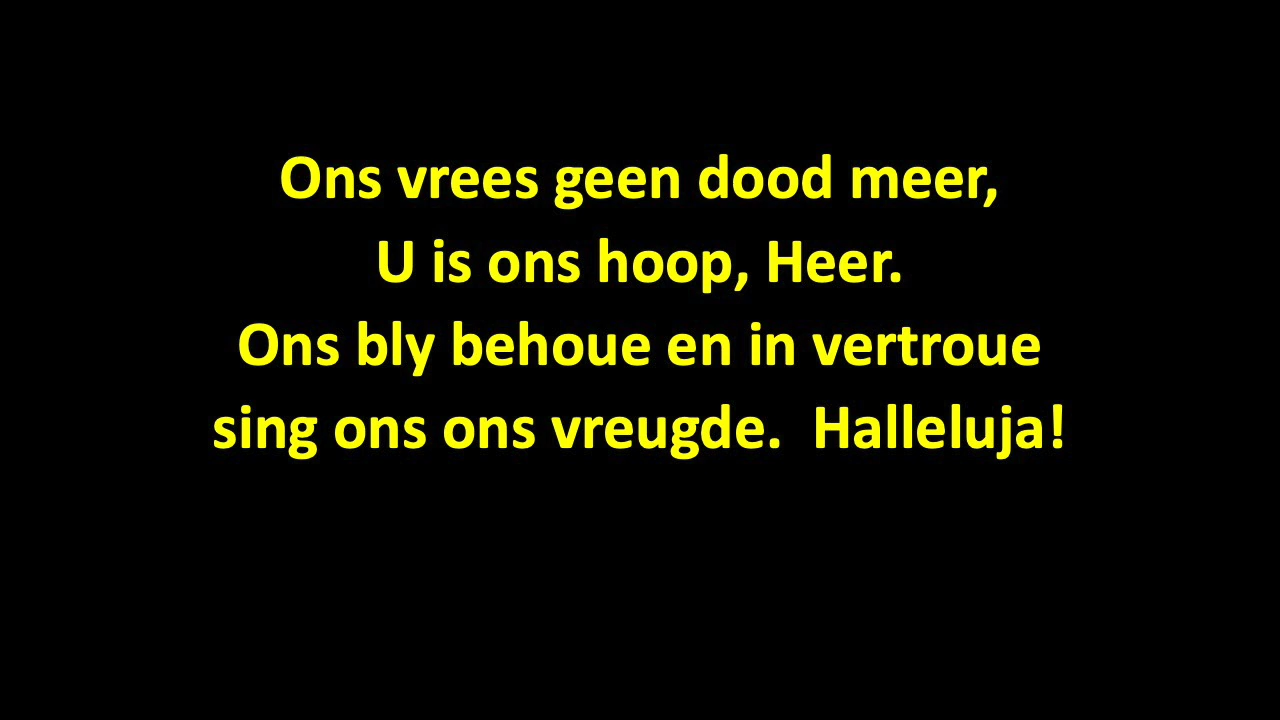 Ons vrees geen dood meer,
U is ons hoop, Heer.
Ons bly behoue en in vertroue
sing ons ons vreugde.  Halleluja!